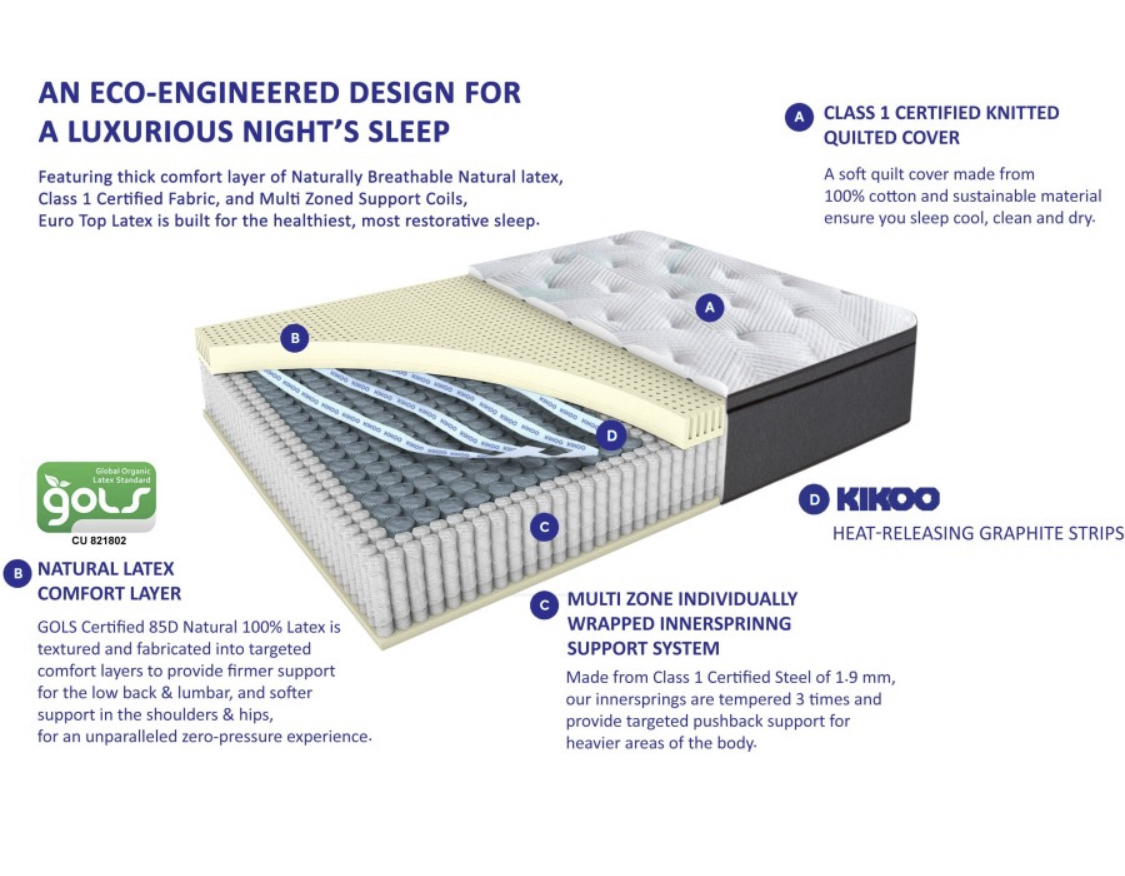 AN ECO-ENGINEERED DESIGN FOR
A LUXURIOUS NIGHT'S SLEEP
Featuring thick comfort layer of Naturally Breathable Natural latex,
Class 1 Certified Fabric, and Multi Zoned Support Coils,
Euro Top Latex is built for the healthiest, most restorative sleep.
A CLASS 1 CERTIFIED KNITTED
QUILTED COVER
A soft quilt cover made from
100% cotton and sustainable material
ensure you sleep cool, clean and dry.
A
B
KIKOO KIKOO KIKOO KIKOO
D
C
Global Organic
Latex Standard
gols
CU 821802
B NATURAL LATEX
COMFORT LAYER
GOLS Certified 85D Natural 100% Latex is
textured and fabricated into targeted
comfort layers to provide firmer support
for the low back & lumbar, and softer
support in the shoulders & hips,
for an unparalleled zero-pressure experience.
D KIKOO
HEAT-RELEASING GRAPHITE STRIPS
C MULTI ZONE INDIVIDUALLY
WRAPPED INNERSPRINNG
SUPPORT SYSTEM
Made from Class 1 Certified Steel of 1.9 mm,
our innersprings are tempered 3 times and
provide targeted pushback support for
heavier areas of the body.